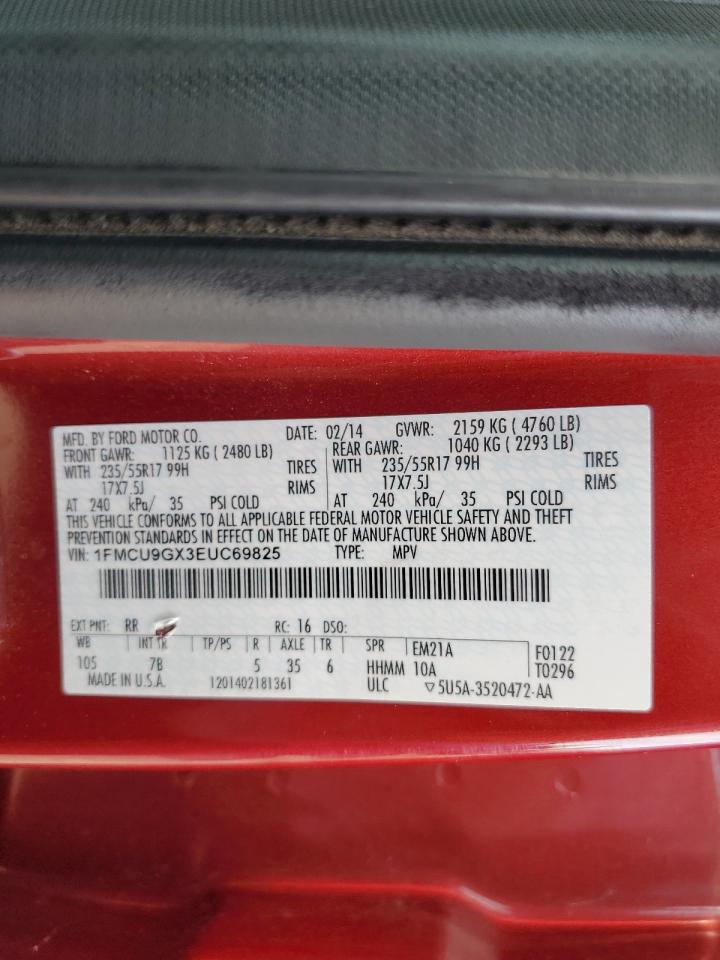 MFD. BY FORD MOTOR CO. DATE: 02/14 GVWR: 2159 KG ( 4760 LB)
FRONT GAWR: 1125 KG ( 2480 LB) REAR GAWR: 1040 KG ( 2293 LB)
WITH 235/55R17 99H TIRES WITH 235/55R17 99H TIRES
17X7.5J RIMS 17X7.5J RIMS
AT 240 kPa/ 35 PSI COLD AT 240 kPa/ 35 PSI COLD
THIS VEHICLE CONFORMS TO ALL APPLICABLE FEDERAL MOTOR VEHICLE SAFETY AND THEFT
PREVENTION STANDARDS IN EFFECT ON THE DATE OF MANUFACTURE SHOWN ABOVE.
VIN: 1FMCU9GX3EUC69825 TYPE: MPV
EXT PNT: RR RC: 16 DSO:
WB INT TR TP/PS R AXLE TR SPR EM21A F0122
105 7B 5 35 6 HHMM 10A T0296
MADE IN U.S.A. 1201402181361 ULC ▽5U5A-3520472-AA